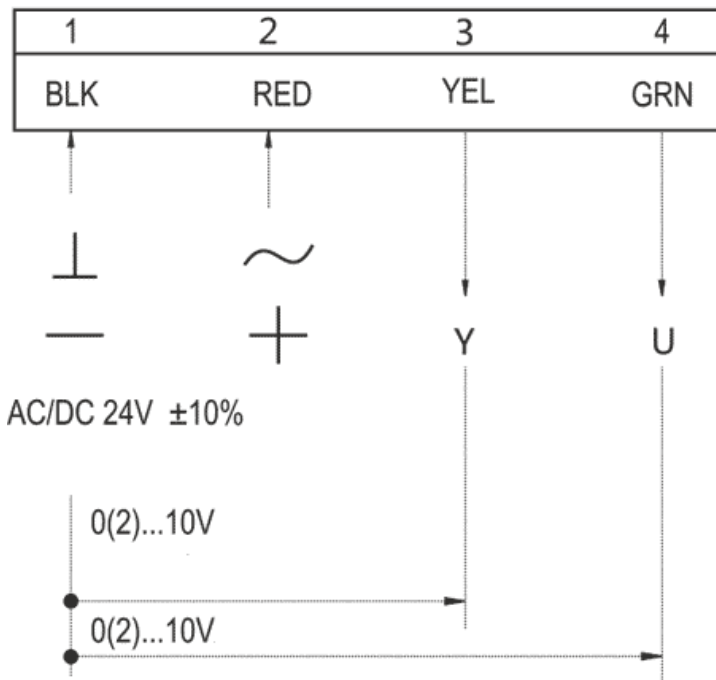 1 2 3 4
BLK RED YEL GRN
⊥ ~
− + Y U
AC/DC 24V ±10%
0(2)...10V
0(2)...10V